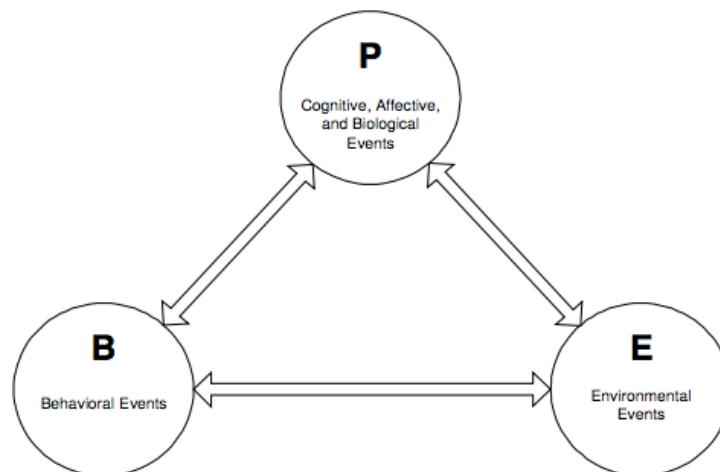 P
Cognitive, Affective,
and Biological
Events
B
Behavioral Events
E
Environmental
Events